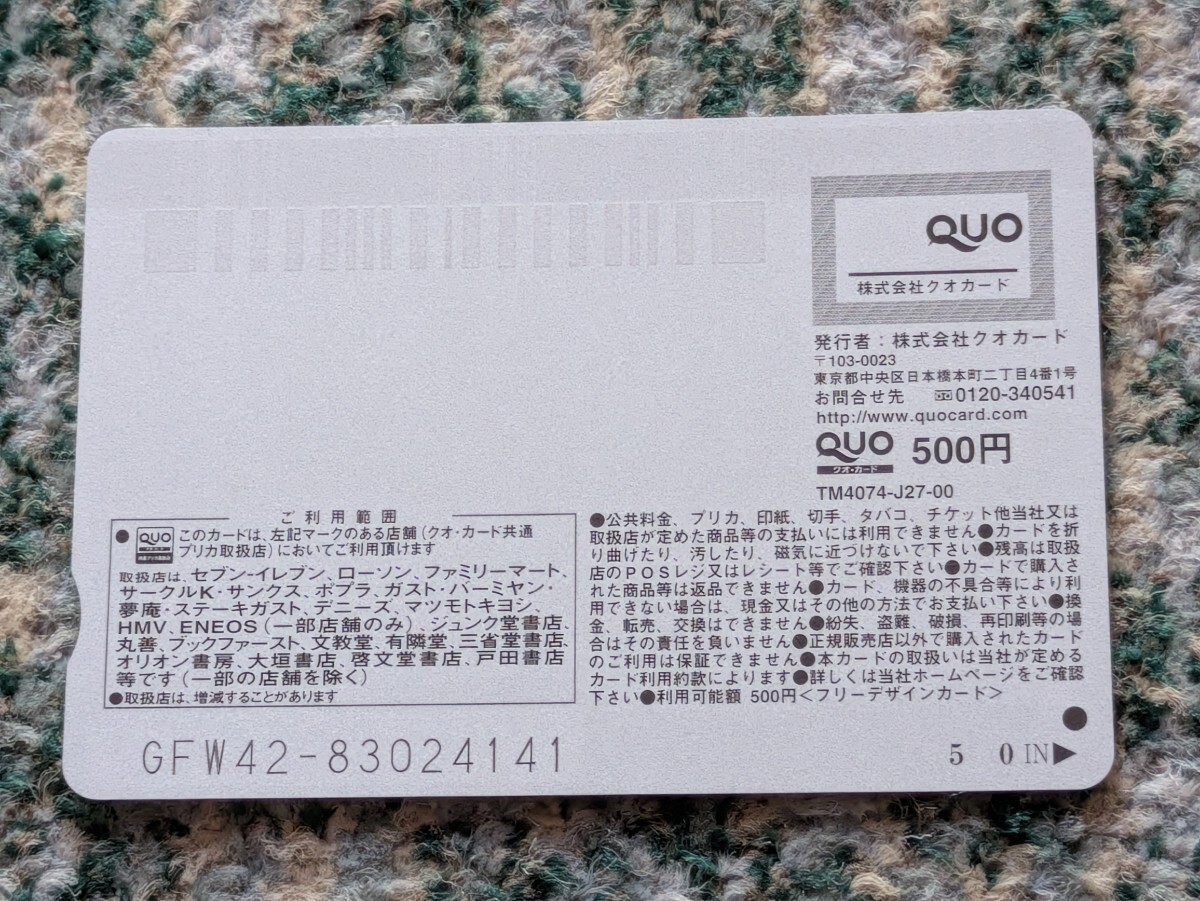 QUO
株式会社クオカード
発行者：株式会社クオカード
〒103-0023
東京都中央区日本橋本町二丁目4番1号
お問合せ先 0120-340541
http://www.quocard.com
QUO 500円
クオ・カード
TM4074-J27-00
ご利用範囲
●QUO このカードは、左記マークのある店舗（クオ・カード共通
プリカ取扱店）においてご利用頂けます
取扱店は、セブン-イレブン、ローソン、ファミリーマート、
サークルK・サンクス、ポプラ、ガスト・バーミヤン・
夢庵・ステーキガスト、デニーズ、マツモトキヨシ、
HMV、ENEOS（一部店舗のみ）、ジュンク堂書店、
丸善、ブックファースト、文教堂、有隣堂、三省堂書店、
オリオン書房、大垣書店、啓文堂書店、戸田書店
等です（一部の店舗を除く）
●取扱店は、増減することがあります
●公共料金、プリカ、印紙、切手、タバコ、チケット他当社又は
取扱店が定めた商品等の支払いには利用できません●カードを折
り曲げたり、汚したり、磁気に近づけないで下さい●残高は取扱
店のPOSレジ又はレシート等でご確認下さい●カードで購入さ
れた商品等は返品できません●カード、機器の不具合等により利
用できない場合は、現金又はその他の方法でお支払い下さい●換
金、転売、交換はできません●紛失、盗難、破損、再印刷等の場
合はその責任を負いません●正規販売店以外で購入されたカード
のご利用は保証できません●本カードの取扱いは当社が定める
カード利用約款によります●詳しくは当社ホームページをご確認
下さい●利用可能額 500円＜フリーデザインカード＞
GFW42-83024141
5 0 IN▶